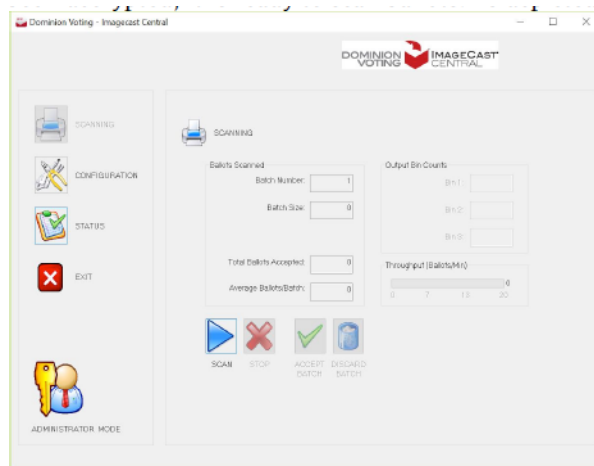 Dominion Voting - Imagecast Central
DOMINION VOTING IMAGECAST CENTRAL
SCANNING
CONFIGURATION
STATUS
EXIT
ADMINISTRATOR MODE
SCANNING
Ballots Scanned
Batch Number: 1
Batch Size: 0
Total Ballots Accepted: 0
Average Ballots/Batch: 0
Output Bin Counts
Bin 1:
Bin 2:
Bin 3:
Throughput (Ballots/Min)
0
0 7 13 20
SCAN STOP ACCEPT DISCARD
BATCH BATCH